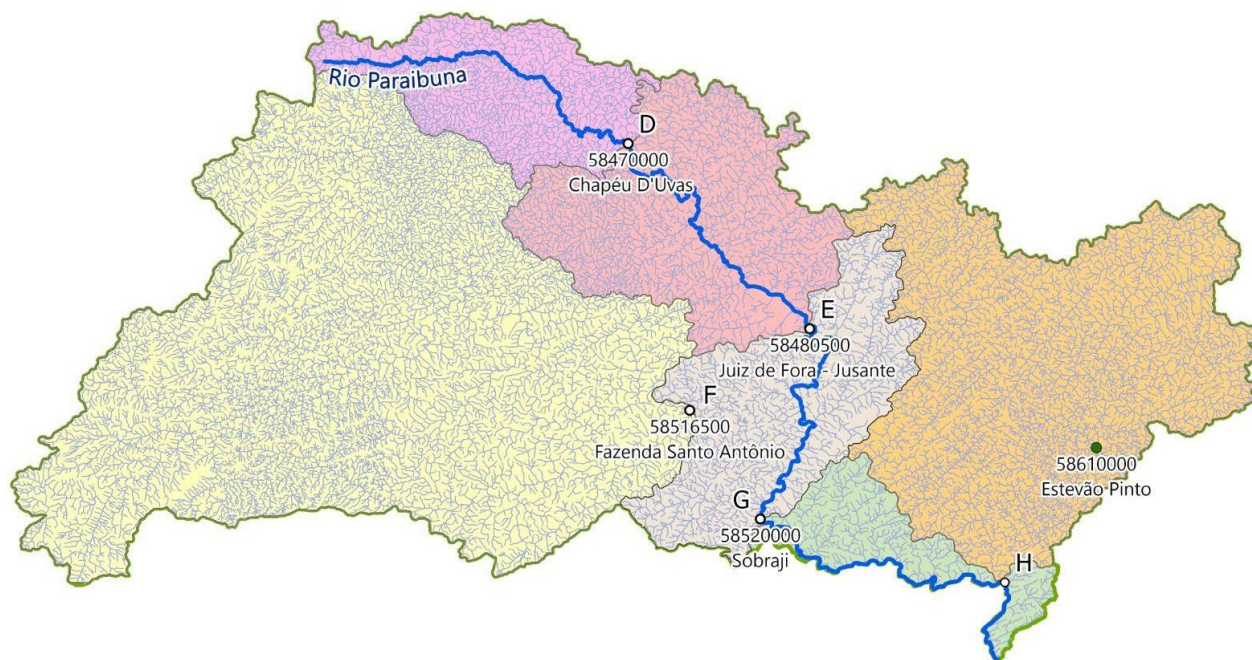 Rio Paraibuna
D
58470000
Chapéu D'Uvas
E
58480500
Juiz de Fora - Jusante
F
58516500
Fazenda Santo Antônio
G
58520000
Sobraji
58610000
Estevão Pinto
H